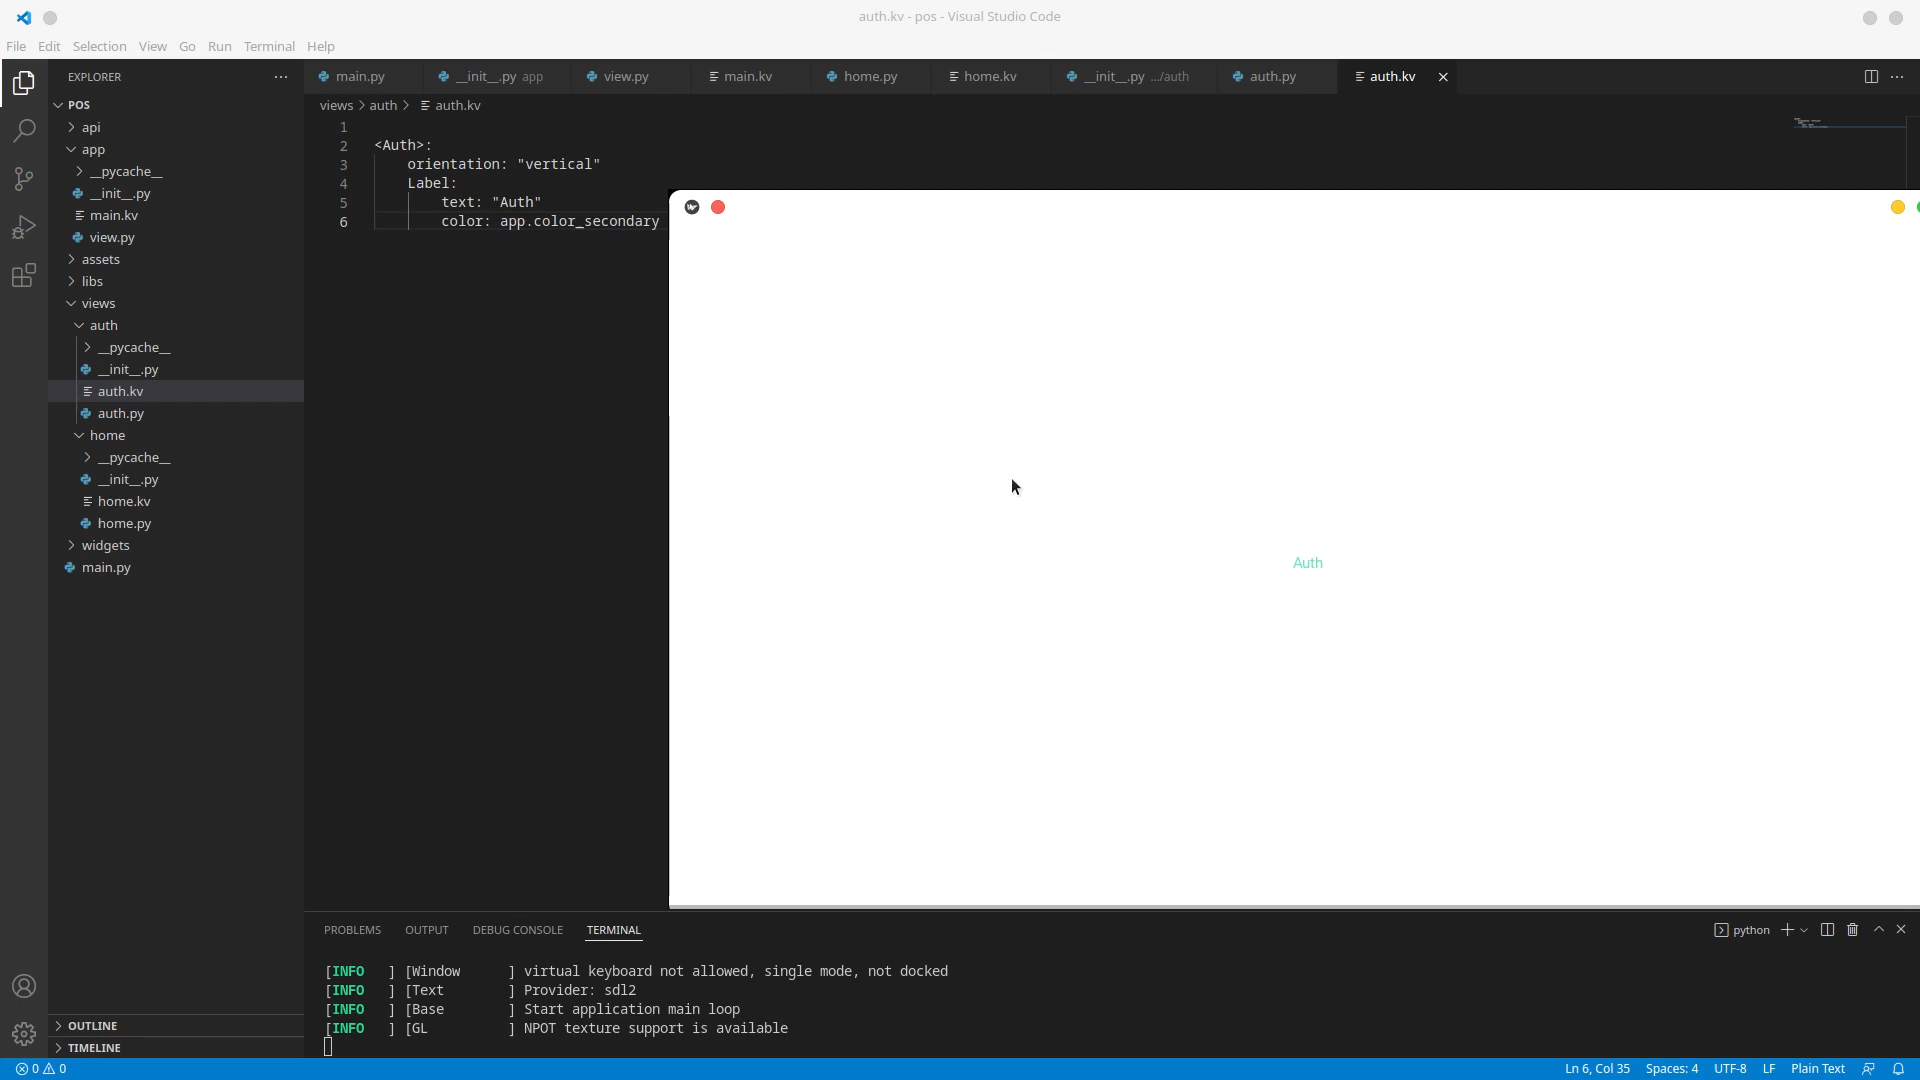 auth.kv - pos - Visual Studio Code
File Edit Selection View Go Run Terminal Help
EXPLORER
POS
api
app
__pycache__
__init__.py
main.kv
view.py
assets
libs
views
auth
__pycache__
__init__.py
auth.kv
auth.py
home
__pycache__
__init__.py
home.kv
home.py
widgets
main.py
OUTLINE
TIMELINE
main.py __init__.py app view.py main.kv home.py home.kv __init__.py .../auth auth.py auth.kv
views > auth > auth.kv
1
2 <Auth>:
3 orientation: "vertical"
4 Label:
5 text: "Auth"
6 color: app.color_secondary
Auth
PROBLEMS OUTPUT DEBUG CONSOLE TERMINAL
python
[INFO   ] [Window      ] virtual keyboard not allowed, single mode, not docked
[INFO   ] [Text        ] Provider: sdl2
[INFO   ] [Base        ] Start application main loop
[INFO   ] [GL          ] NPOT texture support is available
0 0
Ln 6, Col 35 Spaces: 4 UTF-8 LF Plain Text